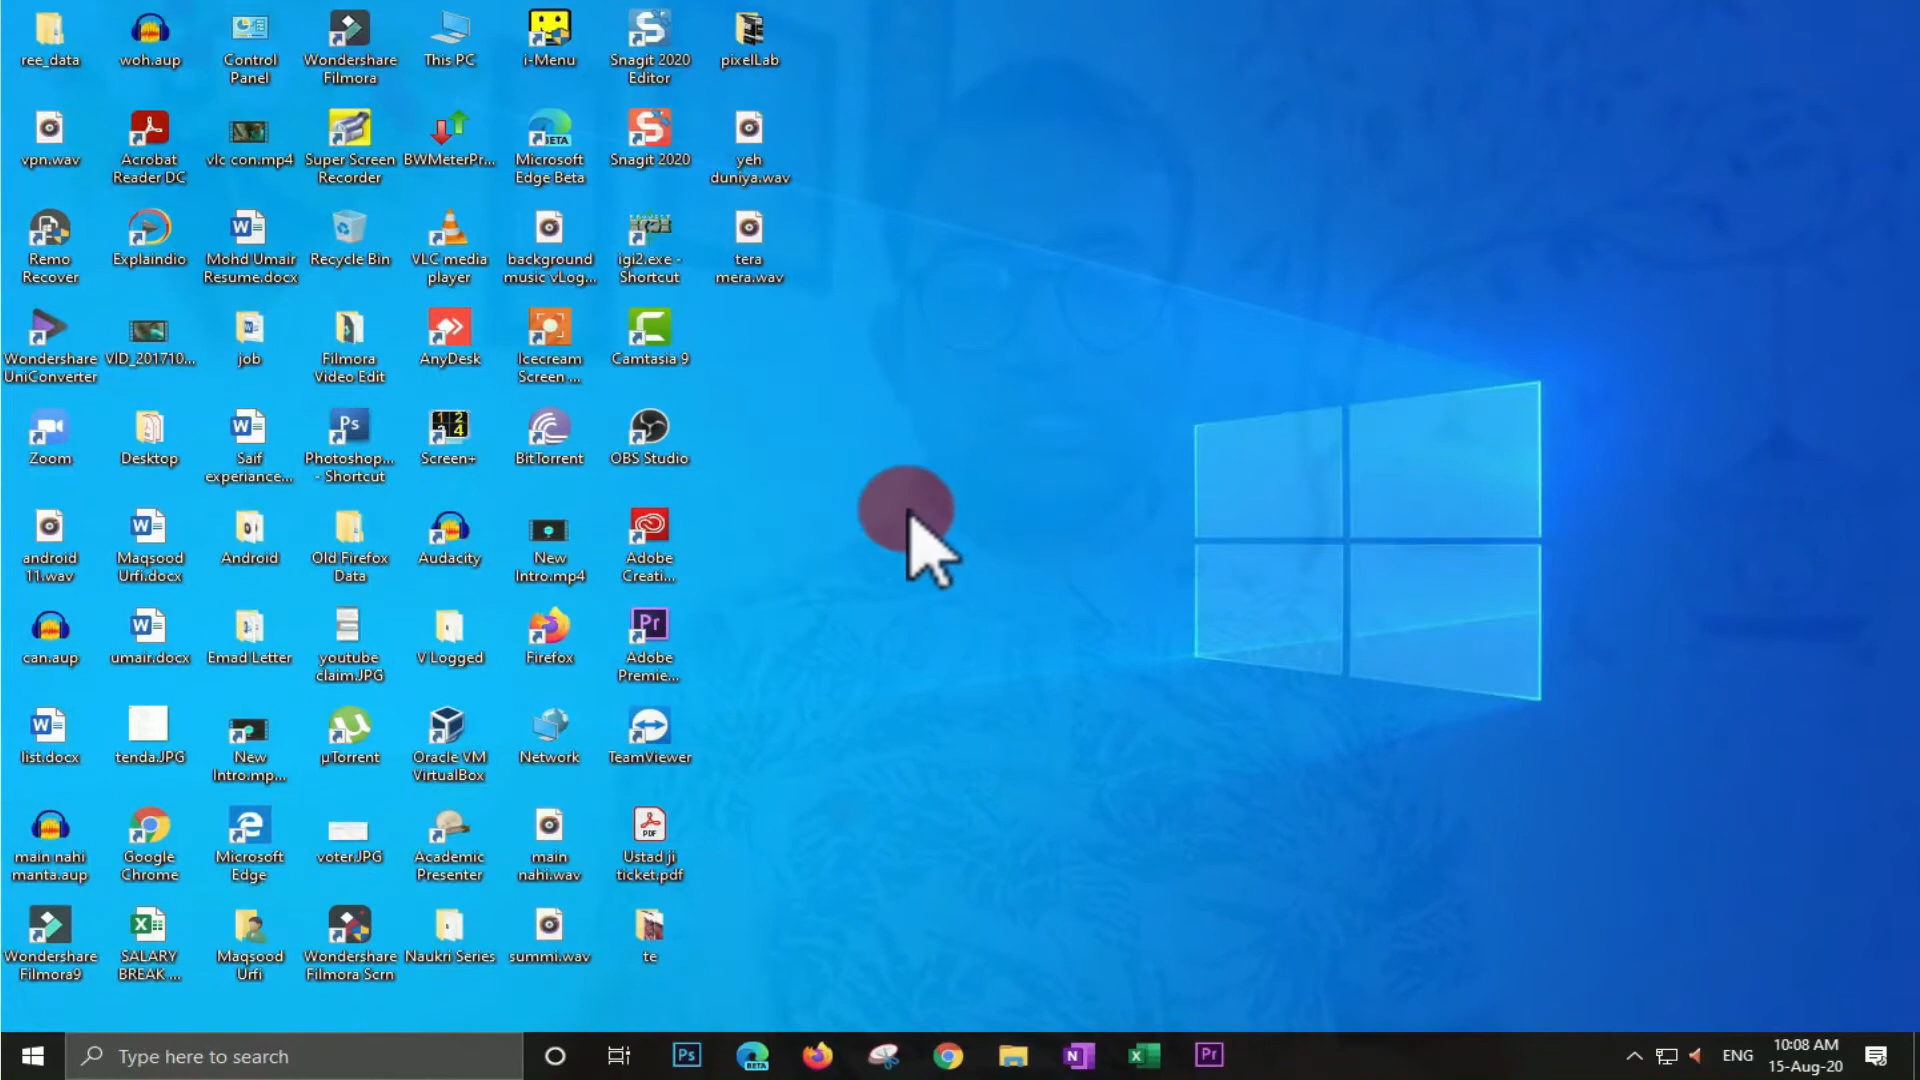 ree_data
woh.aup
Control
Panel
Wondershare
Filmora
This PC
i-Menu
Snagit 2020
Editor
pixelLab
vpn.wav
Acrobat
Reader DC
vlc con.mp4
Super Screen
Recorder
BWMeterPr...
BETA
Microsoft
Edge Beta
Snagit 2020
yeh
duniya.wav
Remo
Recover
Explaindio
Mohd Umair
Resume.docx
Recycle Bin
VLC media
player
background
music vLog...
igi2.exe -
Shortcut
tera
mera.wav
Wondershare
UniConverter
VID_201710...
job
Filmora
Video Edit
AnyDesk
Icecream
Screen ...
Camtasia 9
Zoom
Desktop
Saif
experiance...
Ps
Photoshop...
- Shortcut
Screen+
BitTorrent
OBS Studio
android
11.wav
Maqsood
Urfi.docx
Android
Old Firefox
Data
Audacity
New
Intro.mp4
Adobe
Creati...
can.aup
umair.docx
Emad Letter
youtube
claim.JPG
V Logged
Firefox
Pr
Adobe
Premie...
list.docx
tenda.JPG
New
Intro.mp...
µTorrent
Oracle VM
VirtualBox
Network
TeamViewer
main nahi
manta.aup
Google
Chrome
Microsoft
Edge
voter.JPG
Academic
Presenter
main
nahi.wav
PDF
Ustad ji
ticket.pdf
Wondershare
Filmora9
SALARY
BREAK ...
Maqsood
Urfi
Wondershare
Filmora Scrn
Naukri Series
summi.wav
te
Type here to search
Ps
BETA
N
Pr
ENG
10:08 AM
15-Aug-20